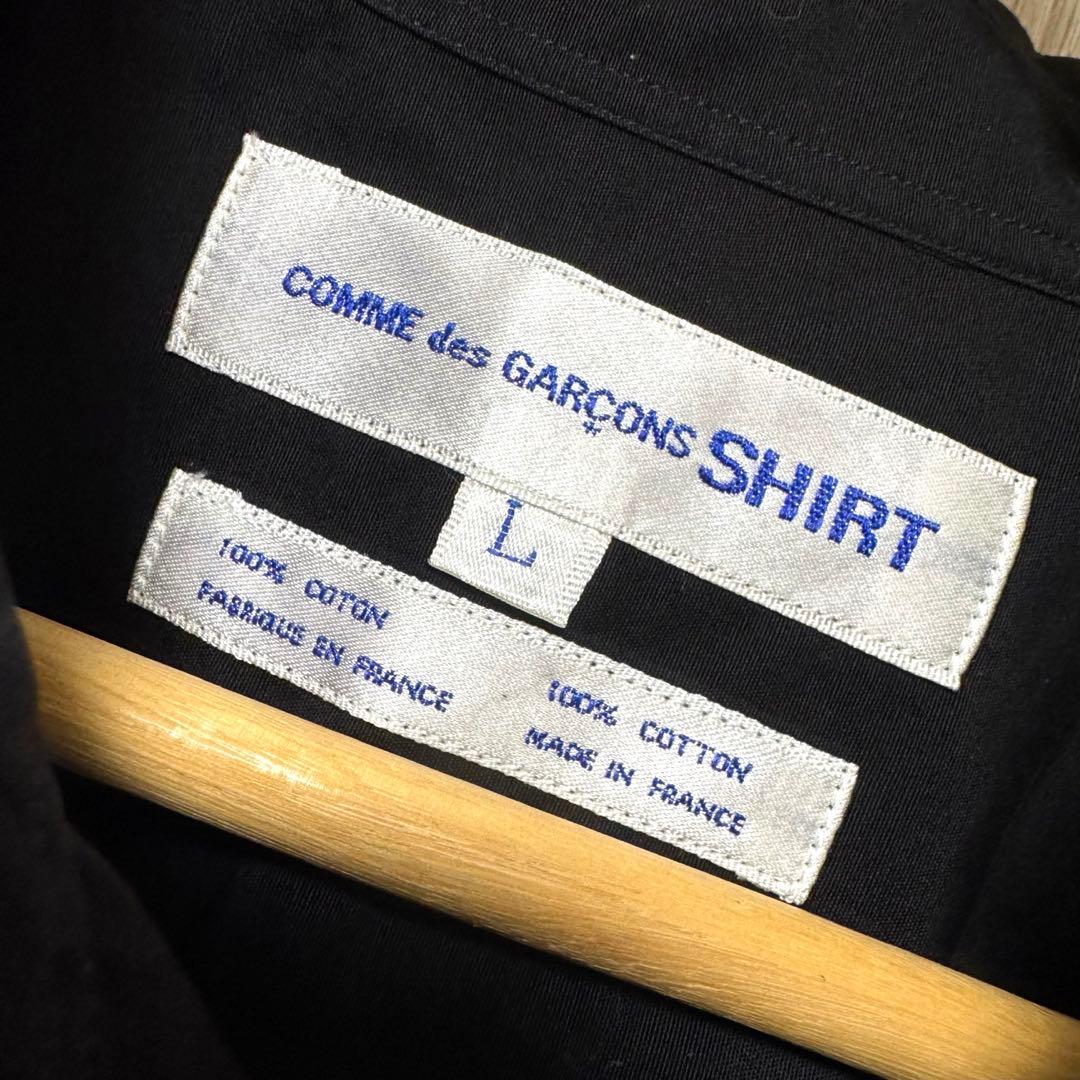 COMME des GARÇONS SHIRT
L
100% COTON
FABRIQUE EN FRANCE
100% COTTON
MADE IN FRANCE